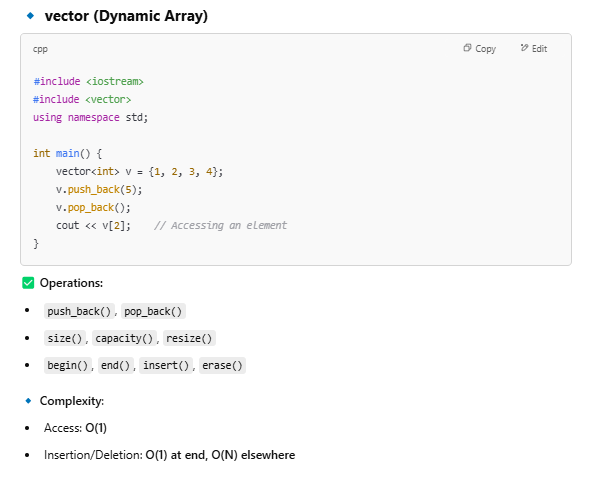 vector (Dynamic Array)
cpp
Copy
Edit
#include <iostream>
#include <vector>
using namespace std;
int main() {
    vector<int> v = {1, 2, 3, 4};
    v.push_back(5);
    v.pop_back();
    cout << v[2];    // Accessing an element
}
Operations:
push_back(), pop_back()
size(), capacity(), resize()
begin(), end(), insert(), erase()
Complexity:
Access: O(1)
Insertion/Deletion: O(1) at end, O(N) elsewhere